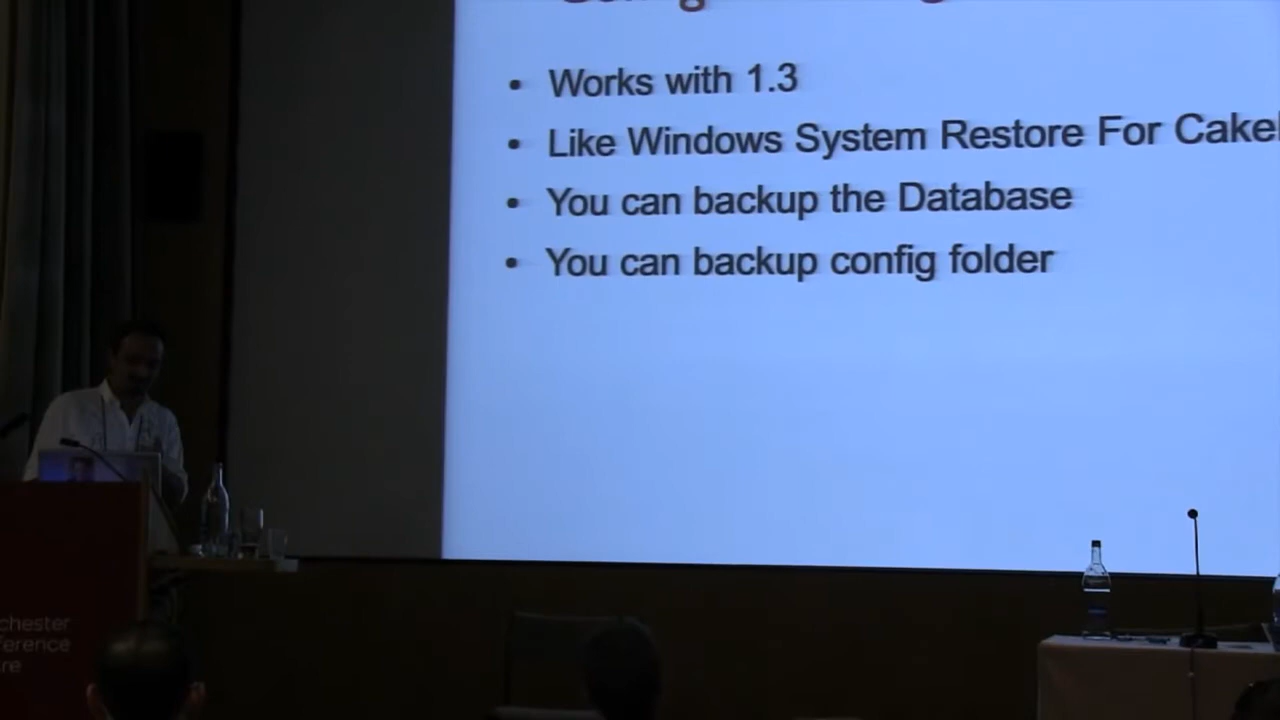 • Works with 1.3
• Like Windows System Restore For Cake
• You can backup the Database
• You can backup config folder
chester
ference
re